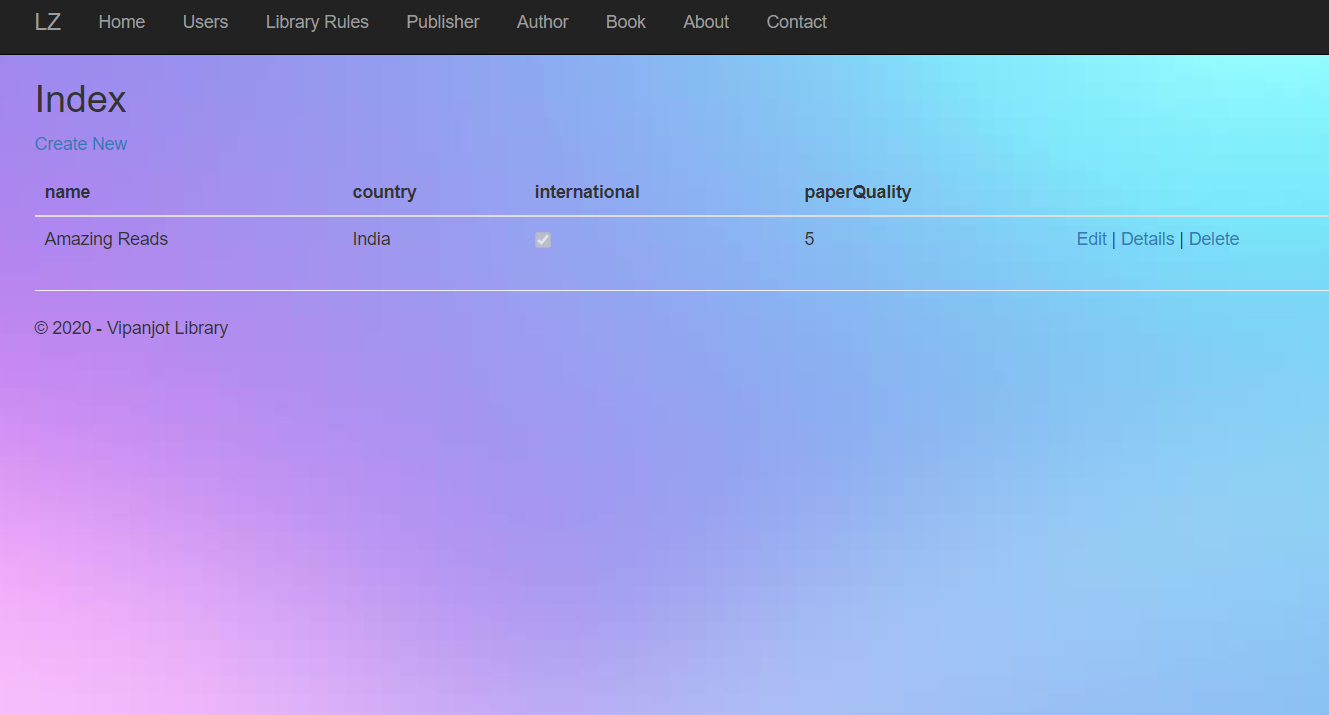 LZ Home Users Library Rules Publisher Author Book About Contact
Index
Create New
name country international paperQuality
Amazing Reads India 5 Edit | Details | Delete
© 2020 - Vipanjot Library